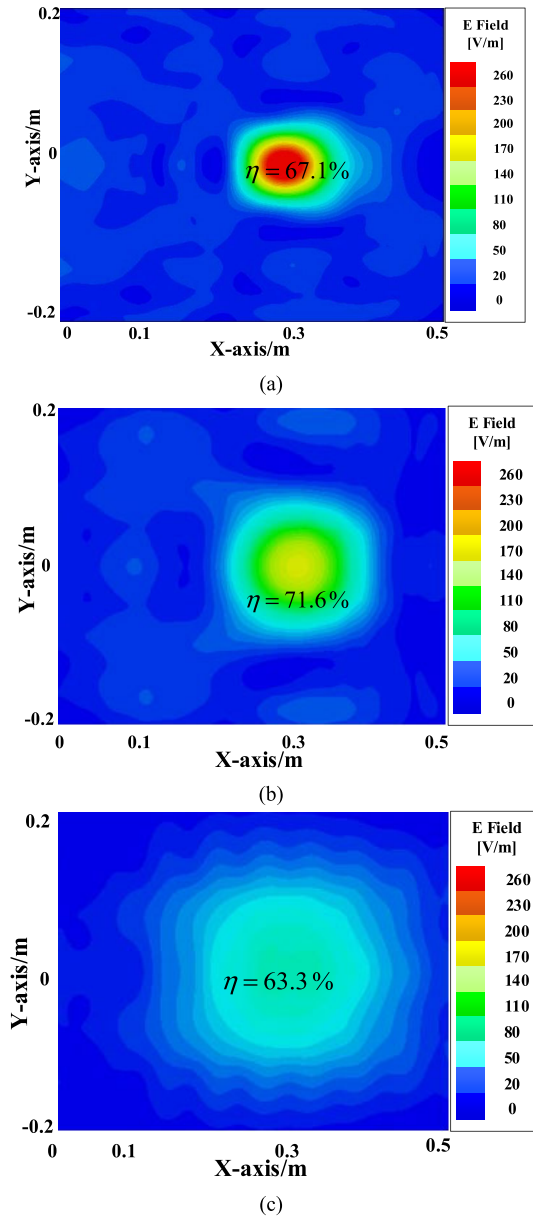 0.2
Y-axis/m
0
-0.2
η = 67.1%
0
0.1
0.3
0.5
X-axis/m
E Field
[V/m]
260
230
200
170
140
110
80
50
20
0
(a)
0.2
Y-axis/m
0
-0.2
η = 71.6%
0
0.1
0.3
0.5
X-axis/m
E Field
[V/m]
260
230
200
170
140
110
80
50
20
0
(b)
0.2
Y-axis/m
0
-0.2
η = 63.3%
0
0.1
0.3
0.5
X-axis/m
E Field
[V/m]
260
230
200
170
140
110
80
50
20
0
(c)